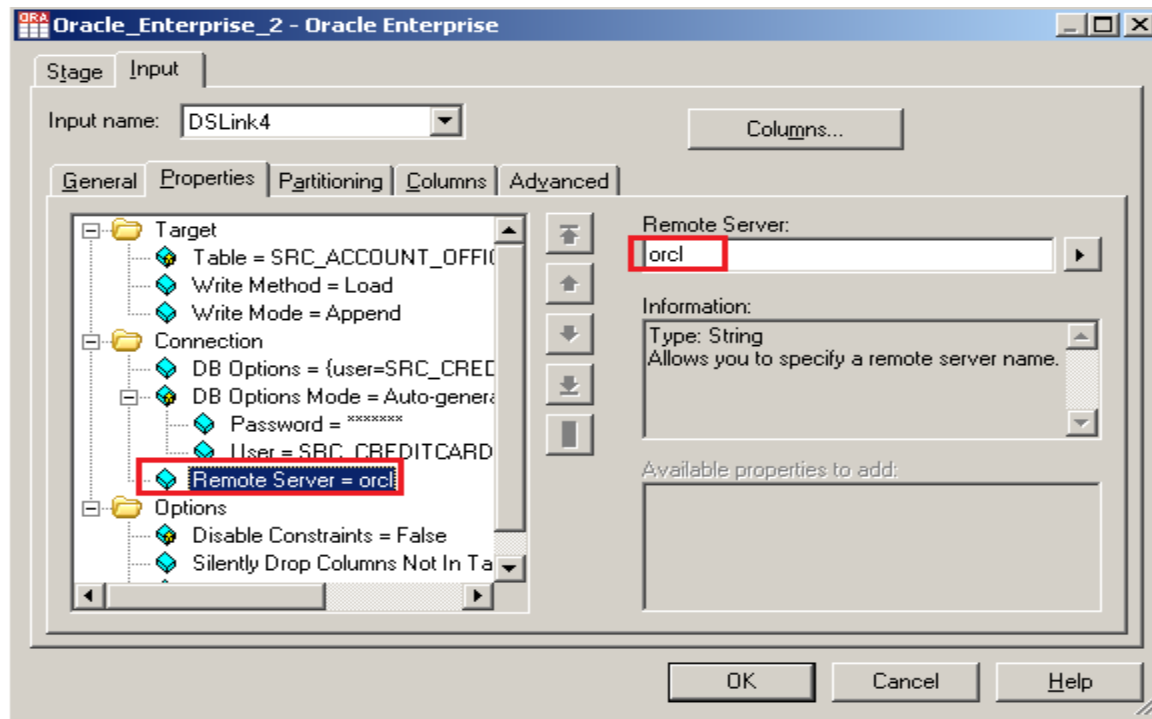 ORA
Oracle_Enterprise_2 - Oracle Enterprise
Stage Input
Input name: DSLink4 Columns...
General Properties Partitioning Columns Advanced
Target
Table = SRC_ACCOUNT_OFFI
Write Method = Load
Write Mode = Append
Connection
DB Options = {user=SRC_CRED
DB Options Mode = Auto-genera
Password = *******
User = SRC_CREDITCARD
Remote Server = orcl
Options
Disable Constraints = False
Silently Drop Columns Not In Ta
Remote Server:
orcl
Information:
Type: String
Allows you to specify a remote server name.
Available properties to add:
OK Cancel Help